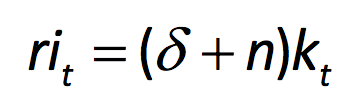 ri_t = (δ + n)k_t